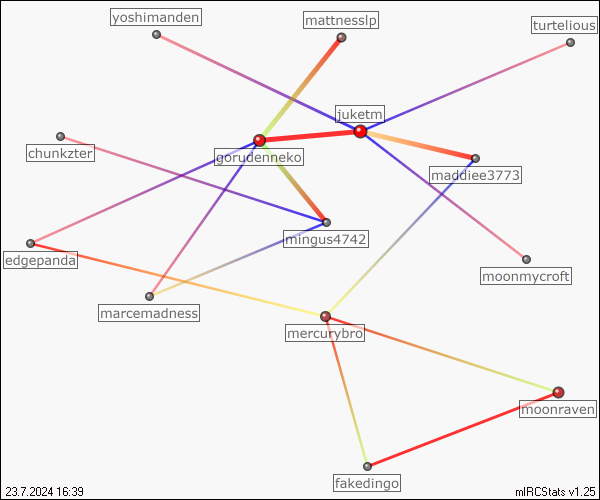 yoshimanden
mattnesslp
turtelious
juketm
chunkzter
gorudenneko
maddiee3773
mingus4742
edgepanda
moonmycroft
marcemadness
mercurybro
moonraven
fakedingo
23.7.2024 16:39
mIRCStats v1.25